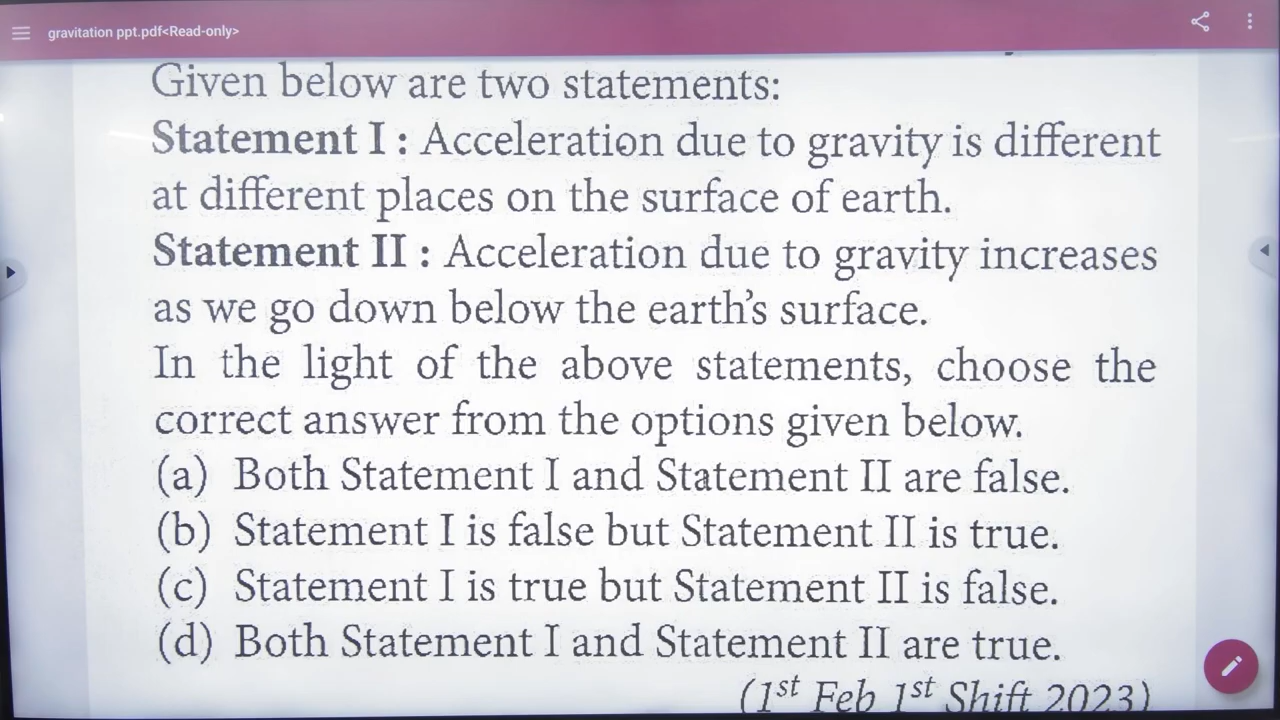 gravitation ppt.pdf<Read-only>
Given below are two statements:
Statement I : Acceleration due to gravity is different
at different places on the surface of earth.
Statement II : Acceleration due to gravity increases
as we go down below the earth's surface.
In the light of the above statements, choose the
correct answer from the options given below.
(a) Both Statement I and Statement II are false.
(b) Statement I is false but Statement II is true.
(c) Statement I is true but Statement II is false.
(d) Both Statement I and Statement II are true.
(1st Feb 1st Shift 2023)